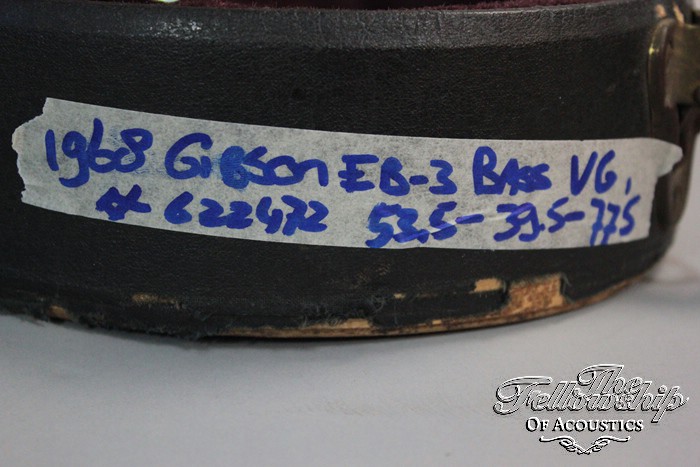 1968 GIBSON EB-3 BASS VG,
# 622472 53.5-39.5-77.5
The
Fellowship
OF ACOUSTICS